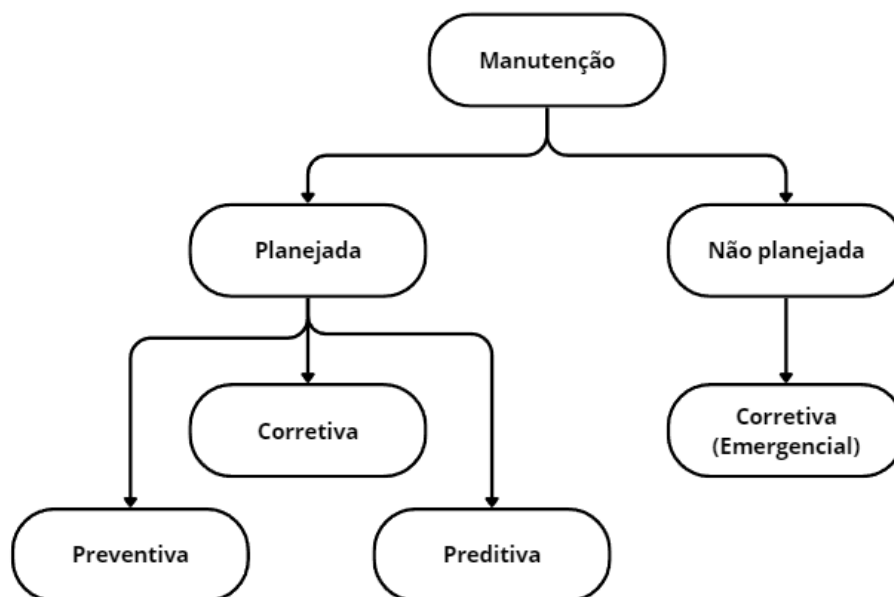 Manutenção
Planejada
Não planejada
Corretiva
Corretiva
(Emergencial)
Preventiva
Preditiva